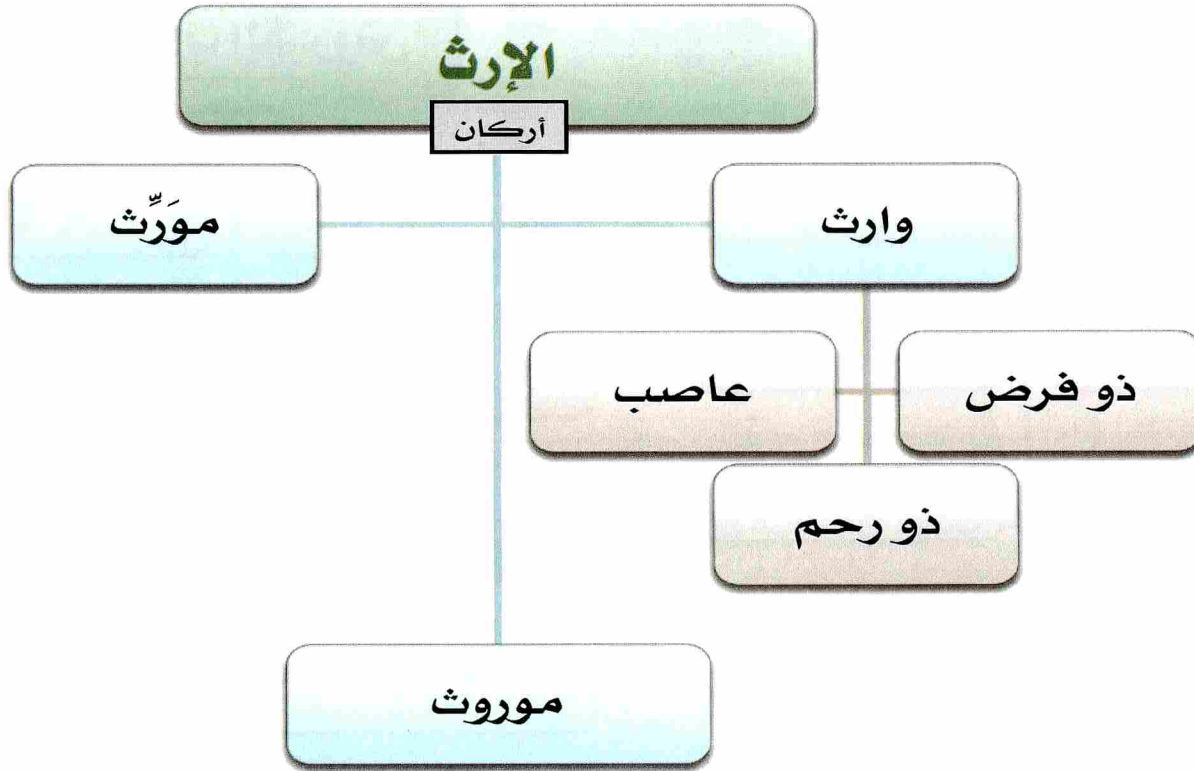 الإرث
أركان
وارث
مورِّث
ذو فرض
عاصب
ذو رحم
موروث